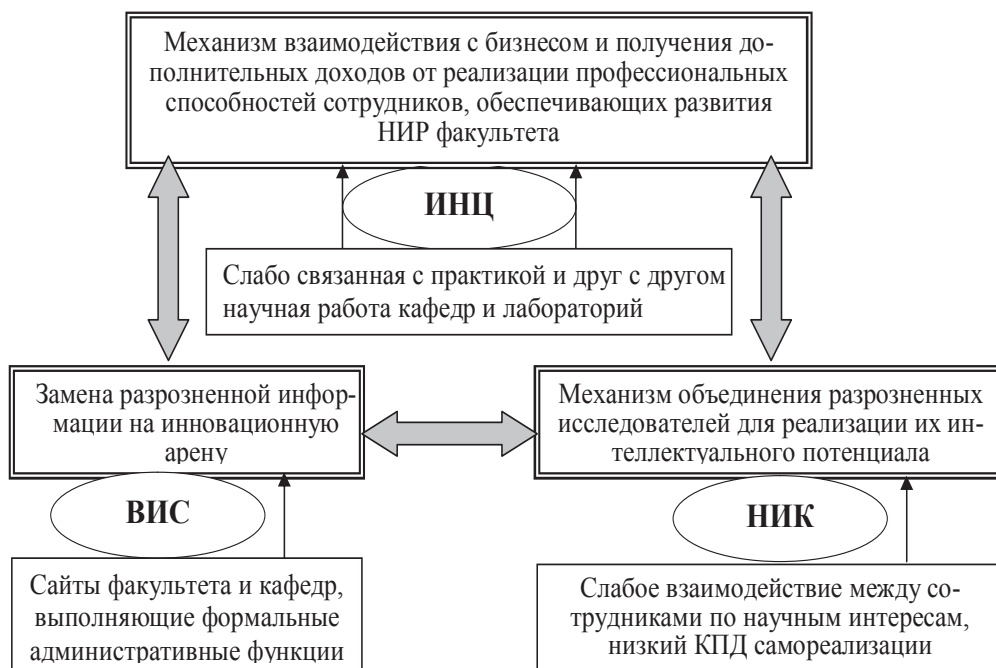 Механизм взаимодействия с бизнесом и получения до-
полнительных доходов от реализации профессиональных
способностей сотрудников, обеспечивающих развития
НИР факультета
ИНЦ
Слабо связанная с практикой и друг с другом
научная работа кафедр и лабораторий
Замена разрозненной инфор-
мации на инновационную
арену
ВИС
Сайты факультета и кафедр,
выполняющие формальные
административные функции
Механизм объединения разрозненных
исследователей для реализации их ин-
теллектуального потенциала
НИК
Слабое взаимодействие между со-
трудниками по научным интересам,
низкий КПД самореализации